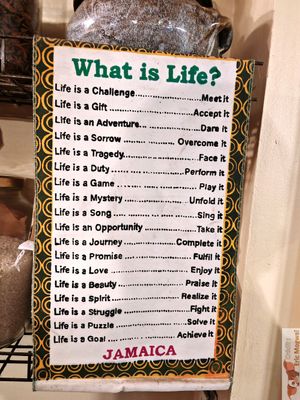 What is Life?
Life is a Challenge....................Meet it
Life is a Gift ..............................Accept it
Life is an Adventure...................Dare it
Life is a Sorrow .................... Overcome it
Life is a Tragedy..........................Face it
Life is a Duty ........................ Perform it
Life is a Game ............................ Play it
Life is a Mystery ..................... Unfold it
Life is a Song .............................. Sing it
Life is an Opportunity ................ Take it
Life is a Journey ............... Complete it
Life is a Promise ......................... Fulfil it
Life is a Love ............................ Enjoy it
Life is a Beauty ........................ Praise it
Life is a Spirit ......................... Realize it
Life is a Struggle ....................... Fight it
Life is a Puzzle ......................... Solve it
Life is a Goal ......................... Achieve it
JAMAICA